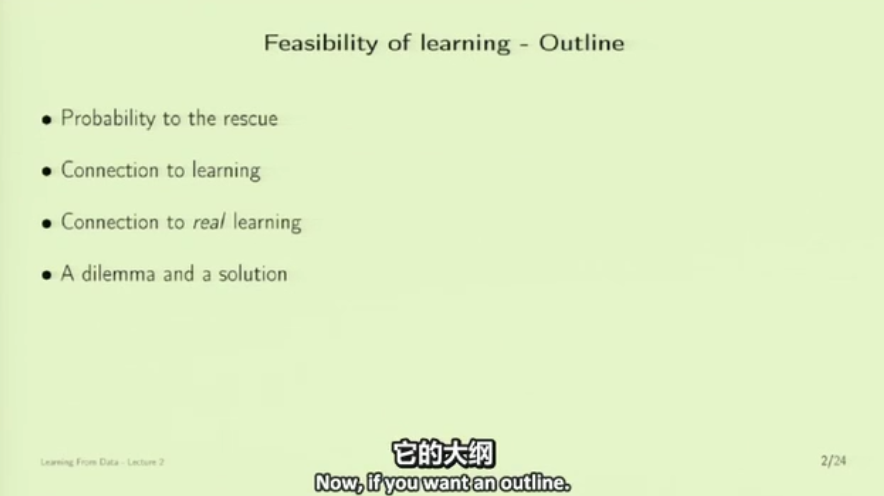 Feasibility of learning - Outline
• Probability to the rescue
• Connection to learning
• Connection to real learning
• A dilemma and a solution
它的大纲
Learning From Data - Lecture 2
2/24
Now, if you want an outline.